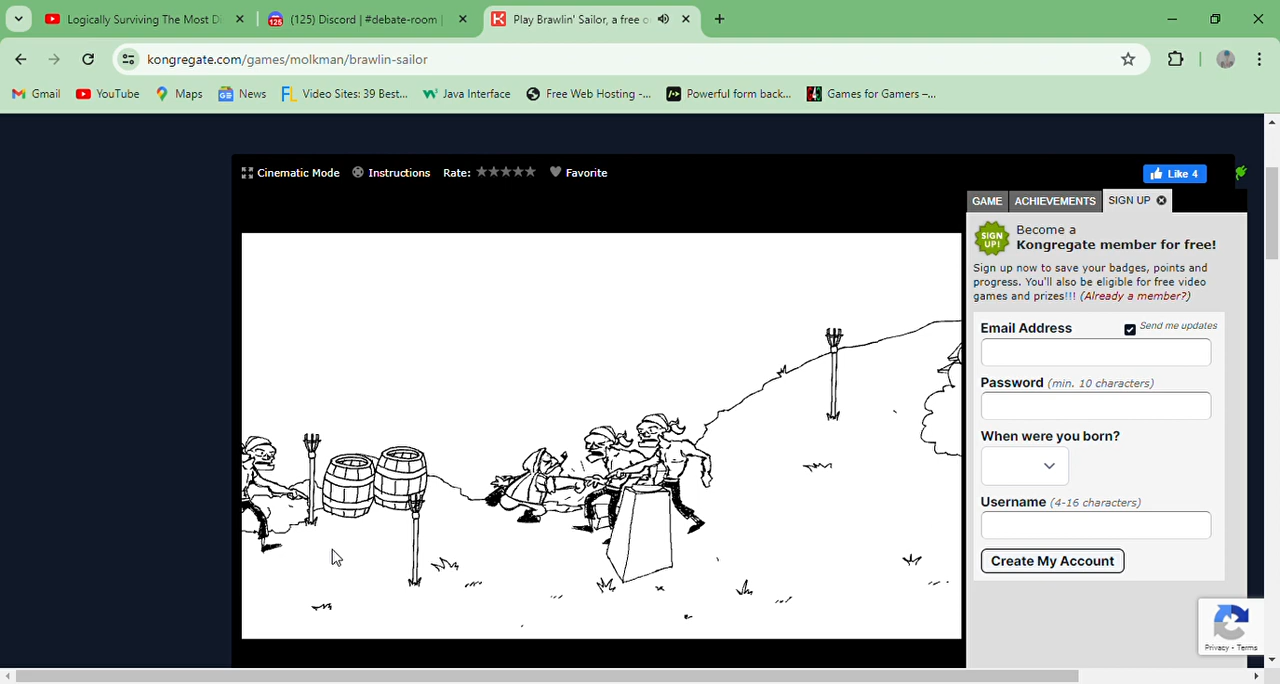 Logically Surviving The Most Di
(125) Discord | #debate-room |
Play Brawlin' Sailor, a free o
kongregate.com/games/molkman/brawlin-sailor
Gmail YouTube Maps News Video Sites: 39 Best... Java Interface Free Web Hosting -... Powerful form back... Games for Gamers –...
Cinematic Mode Instructions Rate: Favorite
Like 4
GAME ACHIEVEMENTS SIGN UP
SIGN UP!
Become a
Kongregate member for free!
Sign up now to save your badges, points and
progress. You'll also be eligible for free video
games and prizes!!! (Already a member?)
Email Address Send me updates
Password (min. 10 characters)
When were you born?
Username (4-16 characters)
Create My Account
Privacy - Terms